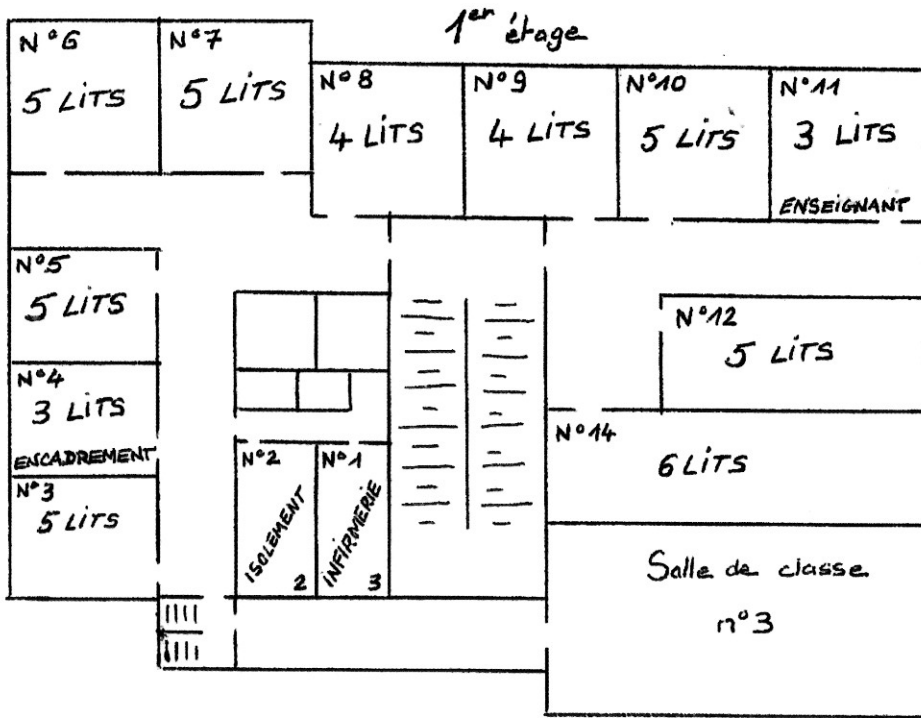 1er étage
N°6
5 LiTS
N°7
5 LiTS
N°8
4 LiTS
N°9
4 LiTS
N°10
5 LiTS
N°11
3 LiTS
ENSEiGNANT
N°5
5 LiTS
N°4
3 LiTS
ENCADREMENT
N°3
5 LiTS
N°2
ISOLEMENT
2
N°1
iNFiRMERiE
3
N°12
5 LiTS
N°14
6 LiTS
Salle de classe
n°3